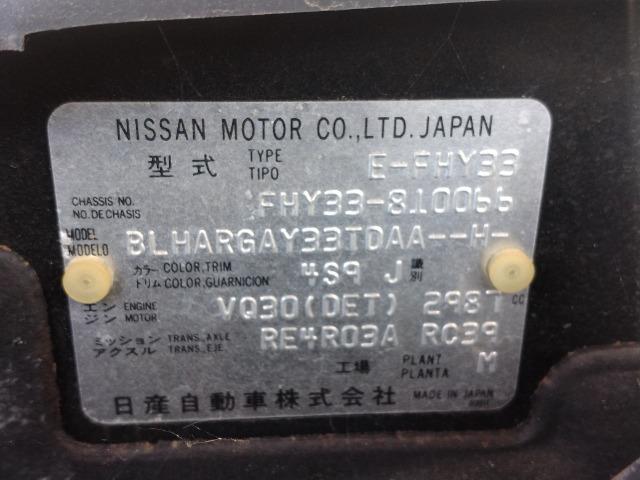 NISSAN MOTOR CO.,LTD. JAPAN
型式 TYPE TIPO E-FHY33
CHASSIS NO. NO.DE CHASIS FHY33-810066
MODEL MODELO BLHARGAY33TDAA--H-
カラー トリム COLOR,TRIM COLOR,GUARNICION 4S9 J 識別
エンジン ENGINE MOTOR VQ30(DET) 2987 CC
ミッション アクスル TRANS.,AXLE TRANS.,EJE RE4R03A RC39
工場 PLANT PLANTA M
日産自動車株式会社 MADE IN JAPAN